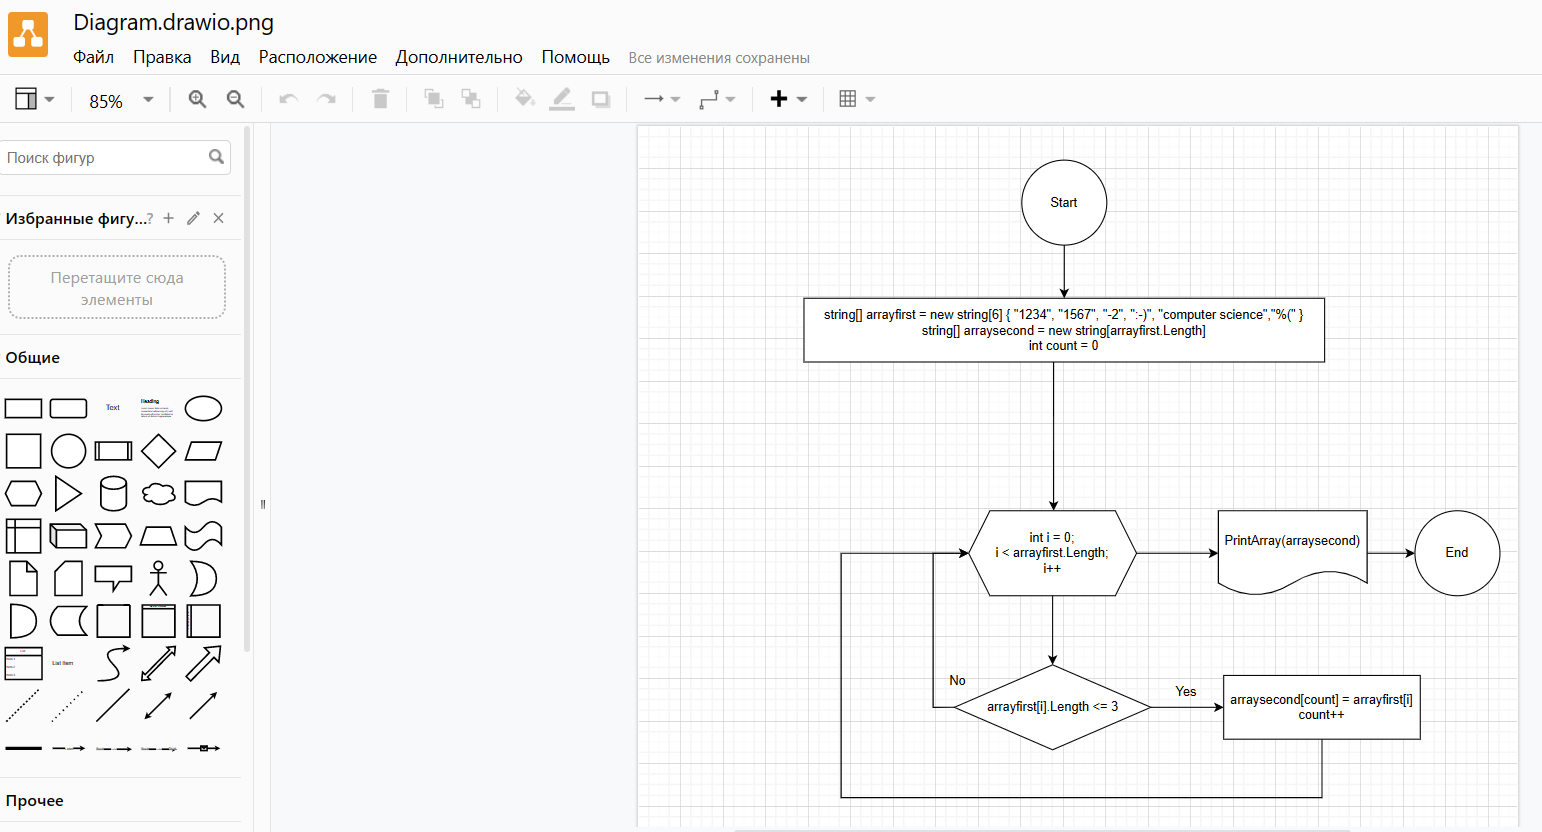 Diagram.drawio.png
Файл Правка Вид Расположение Дополнительно Помощь Все изменения сохранены
85%
Поиск фигур
Избранные фигу...?
Перетащите сюда
элементы
Общие
Text
Heading
List Item
Прочее
Start
string[] arrayfirst = new string[6] { "1234", "1567", "-2", ":-)", "computer science","%(" }
string[] arraysecond = new string[arrayfirst.Length]
int count = 0
int i = 0;
i < arrayfirst.Length;
i++
PrintArray(arraysecond)
End
No
arrayfirst[i].Length <= 3
Yes
arraysecond[count] = arrayfirst[i]
count++